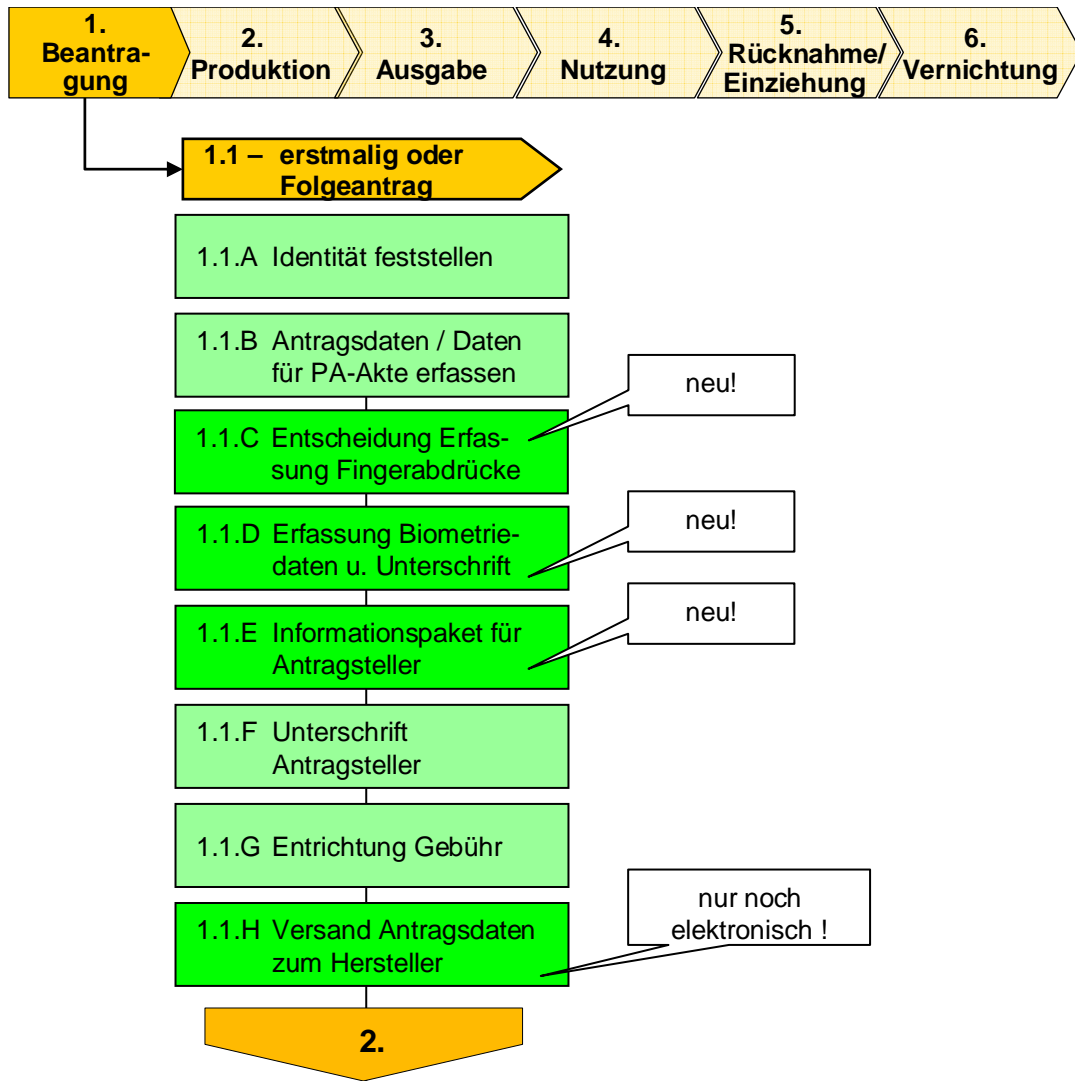 1.
Beantra-
gung
2.
Produktion
3.
Ausgabe
4.
Nutzung
5.
Rücknahme/
Einziehung
6.
Vernichtung
1.1 – erstmalig oder
Folgeantrag
1.1.A Identität feststellen
1.1.B Antragsdaten / Daten
für PA-Akte erfassen
neu!
1.1.C Entscheidung Erfas-
sung Fingerabdrücke
neu!
1.1.D Erfassung Biometrie-
daten u. Unterschrift
neu!
1.1.E Informationspaket für
Antragsteller
1.1.F Unterschrift
Antragsteller
1.1.G Entrichtung Gebühr
nur noch
elektronisch !
1.1.H Versand Antragsdaten
zum Hersteller
2.